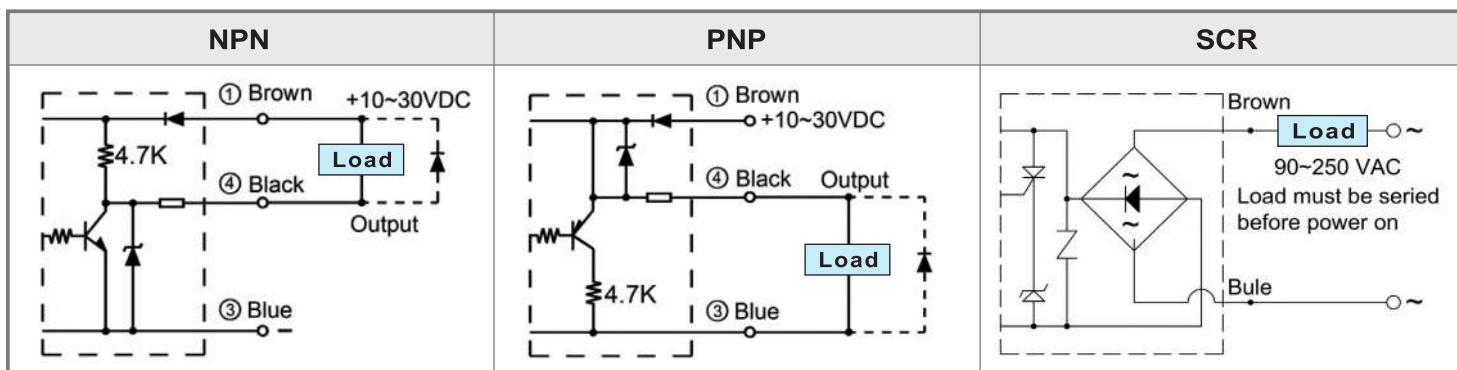 NPN
PNP
SCR
① Brown
+10~30VDC
4.7K
Load
④ Black
Output
③ Blue
–
① Brown
+10~30VDC
④ Black
Output
Load
4.7K
③ Blue
Brown
Load
~
90~250 VAC
Load must be seried
before power on
~
~
Bule
~